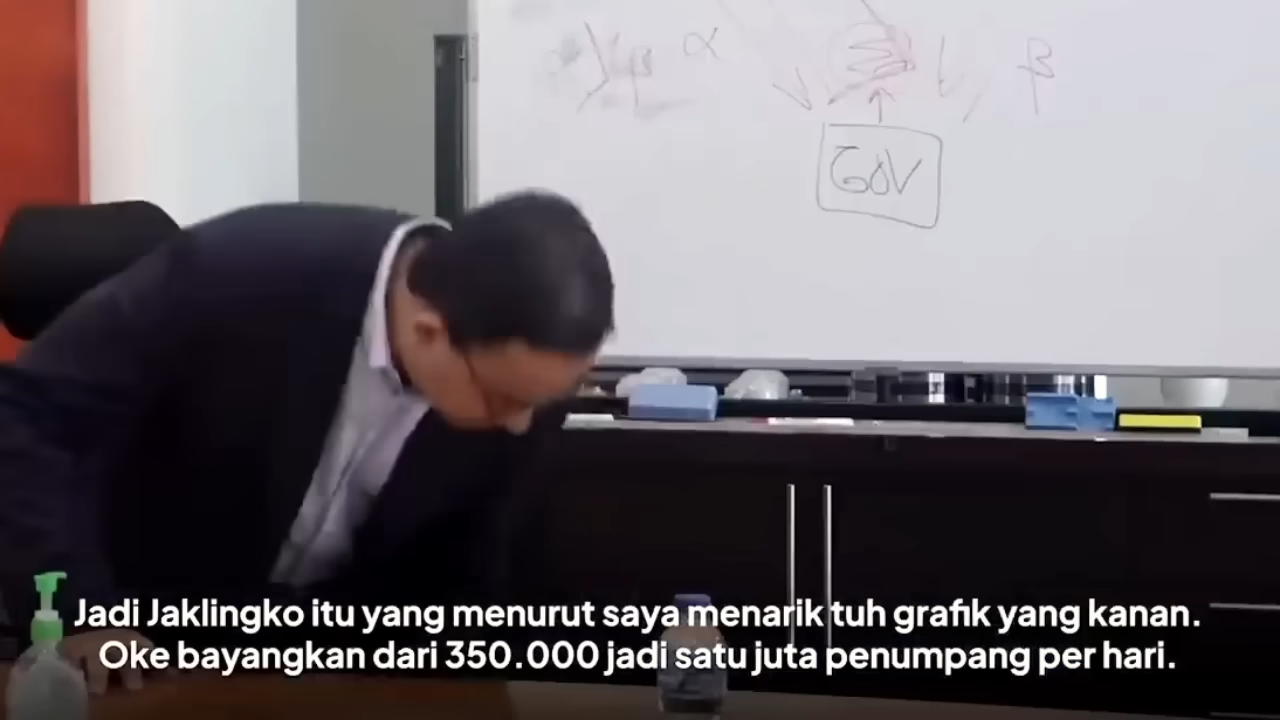 α
β
GOV
Jadi Jaklingko itu yang menurut saya menarik tuh grafik yang kanan.
Oke bayangkan dari 350.000 jadi satu juta penumpang per hari.